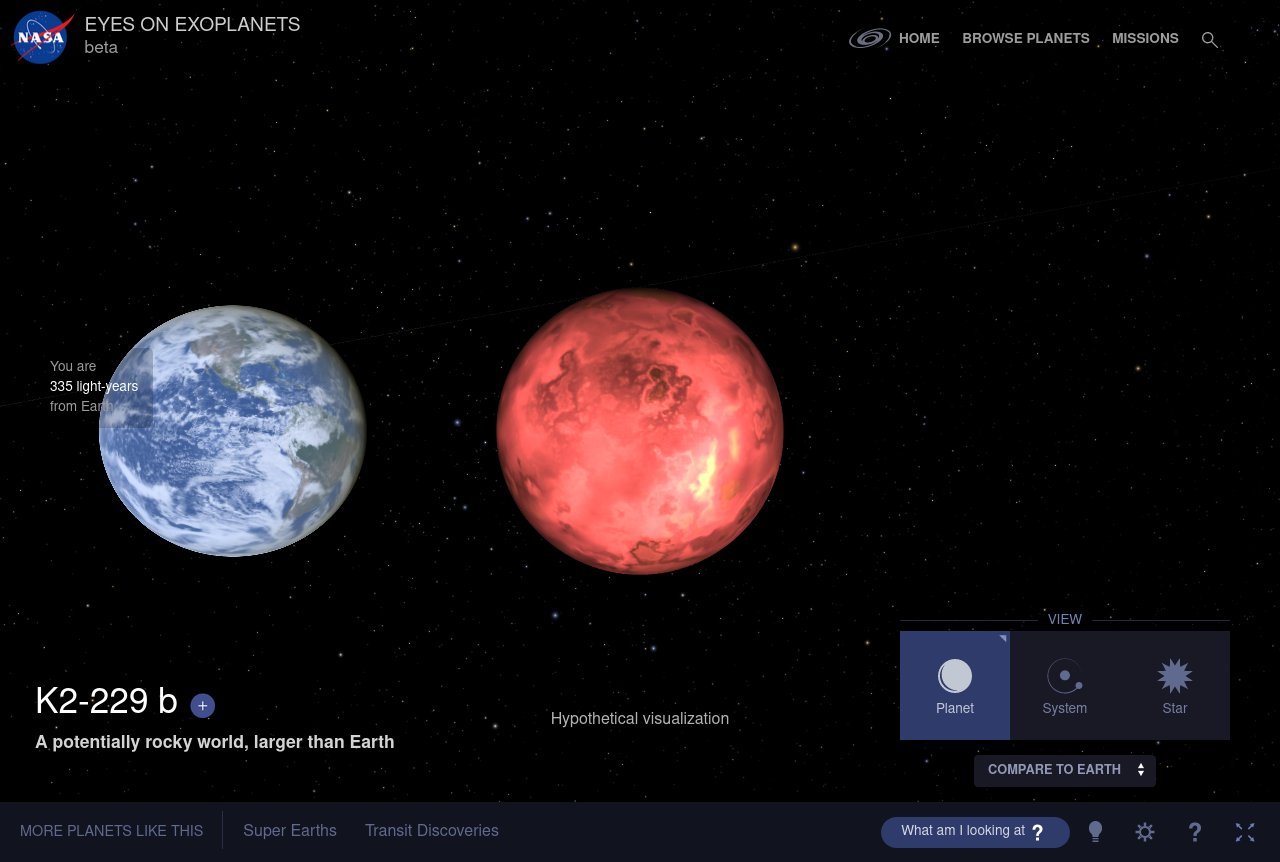 NASA
EYES ON EXOPLANETS
beta
HOME
BROWSE PLANETS
MISSIONS
You are
335 light-years
from Earth
K2-229 b +
A potentially rocky world, larger than Earth
Hypothetical visualization
VIEW
Planet
System
Star
COMPARE TO EARTH
MORE PLANETS LIKE THIS
Super Earths
Transit Discoveries
What am I looking at ?
?